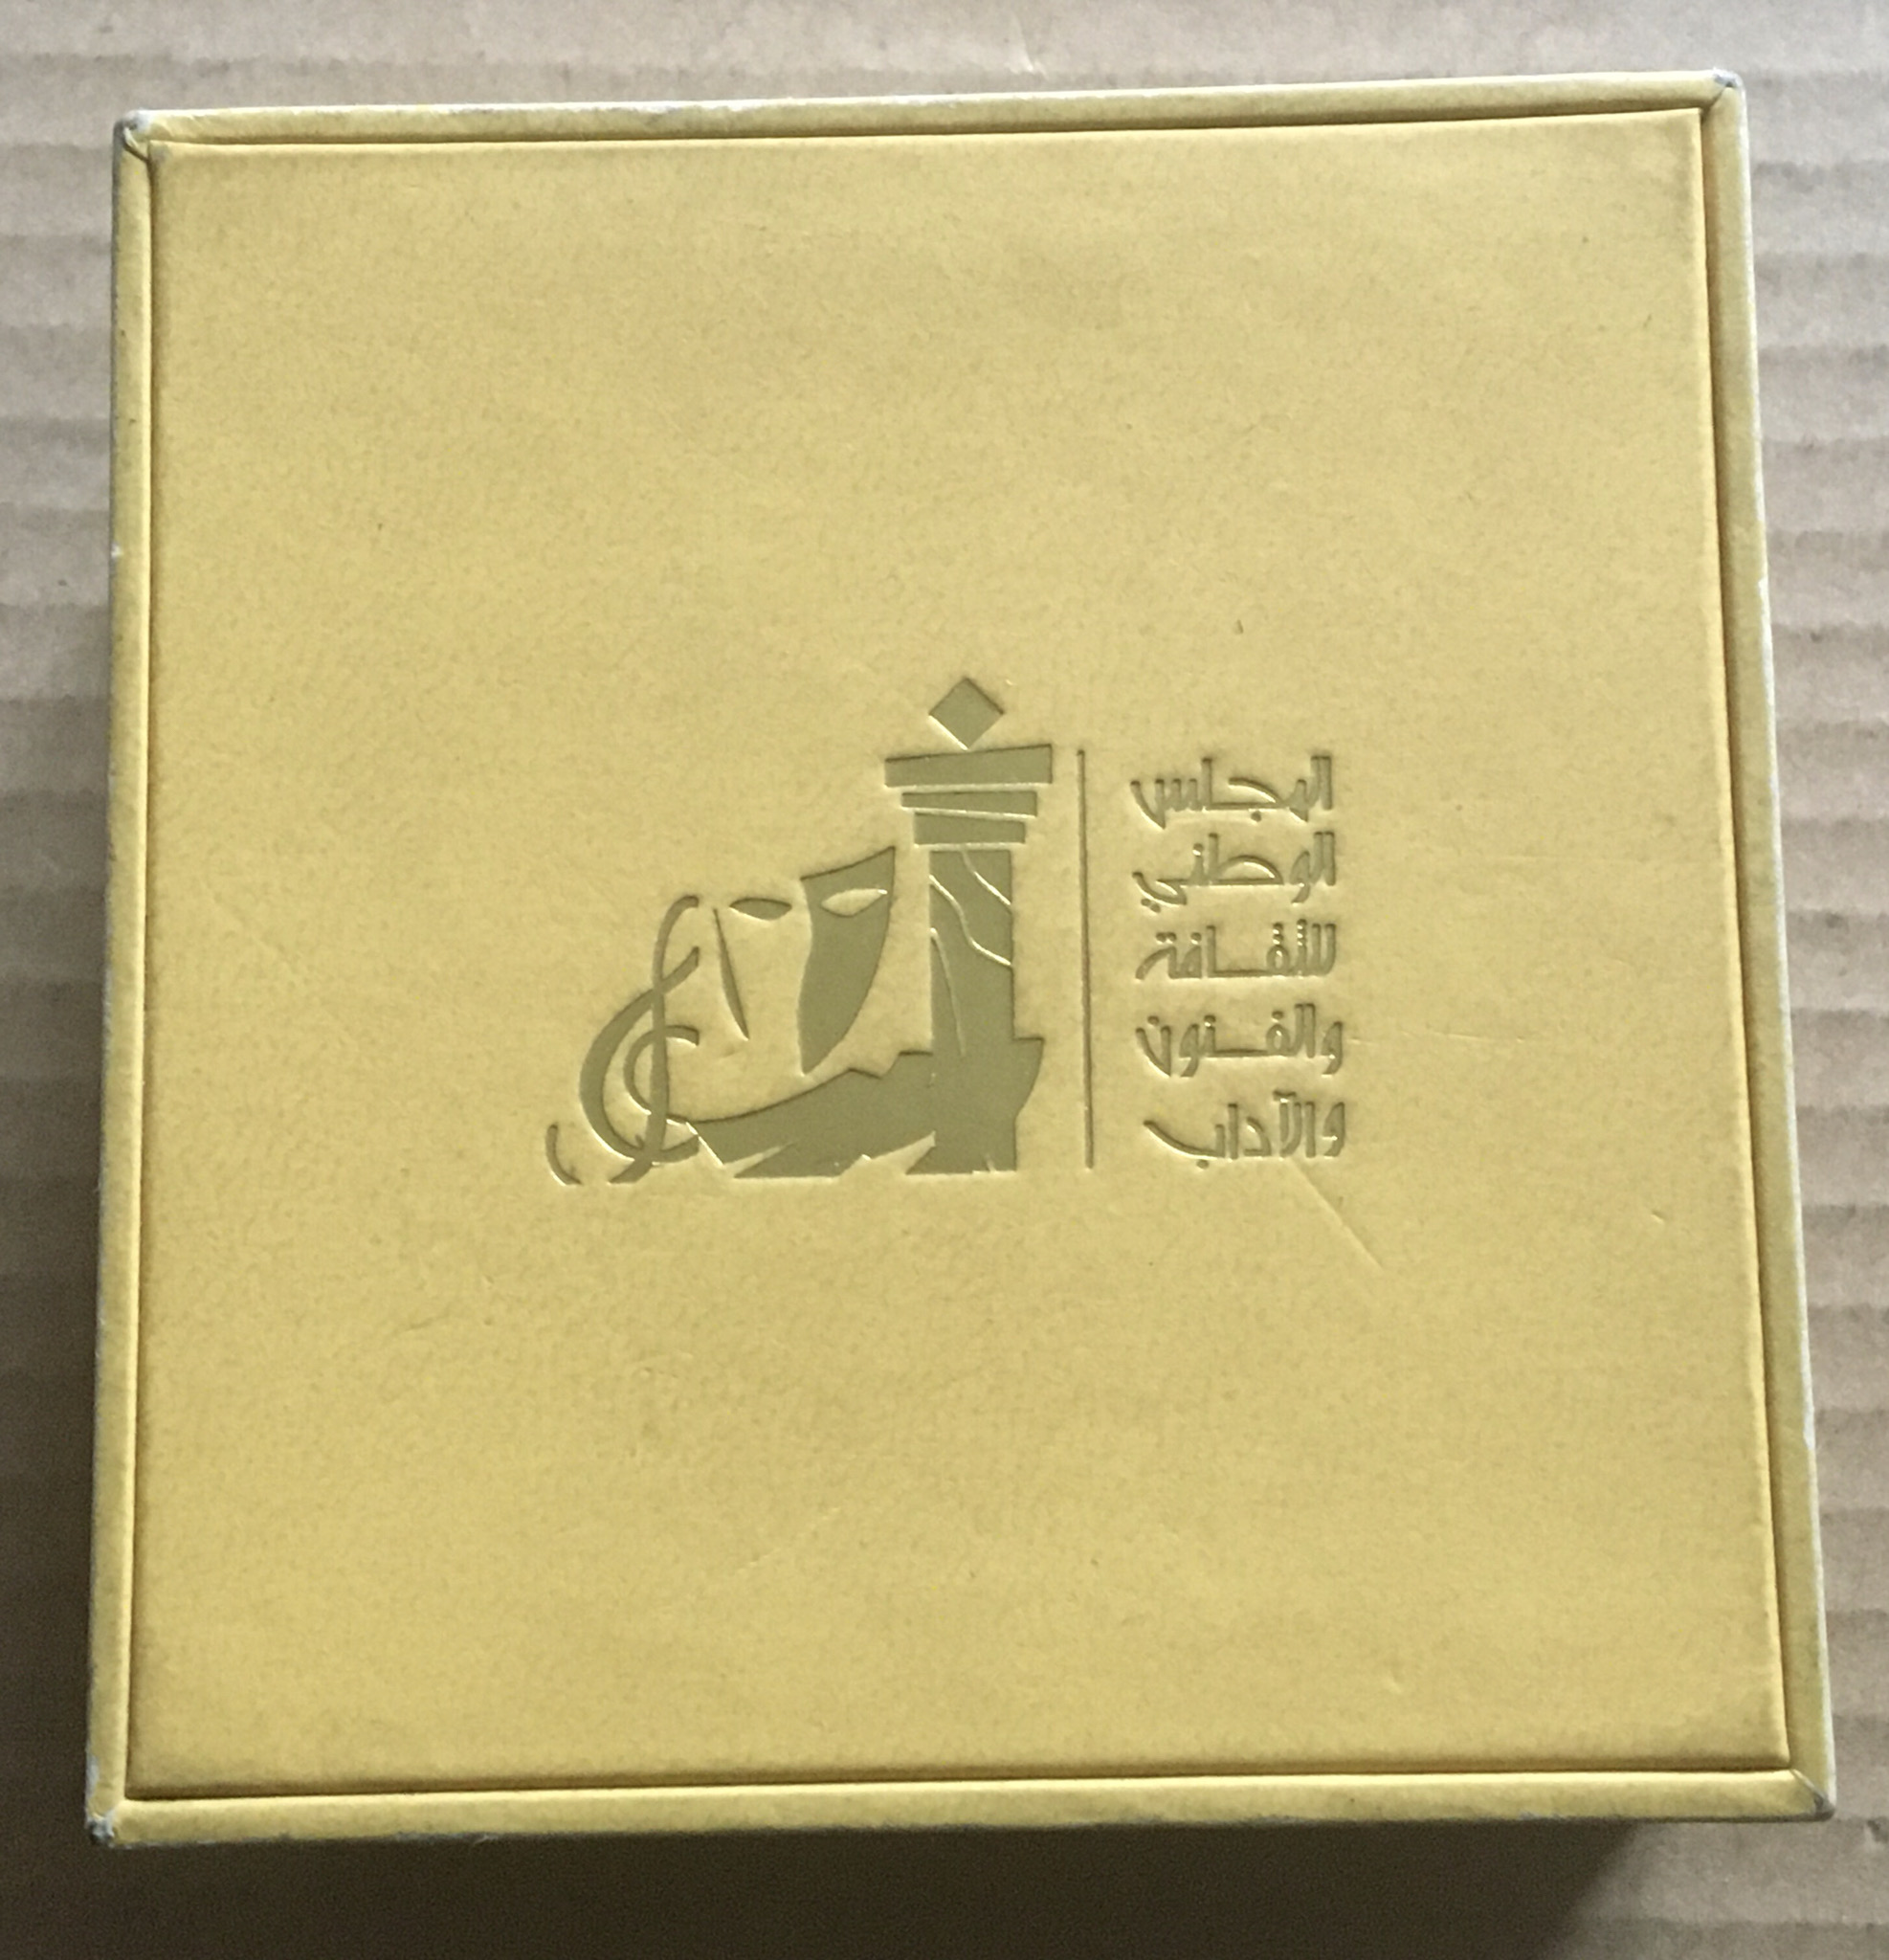 المجلس
الوطني
للثقافة
والفنون
والآداب